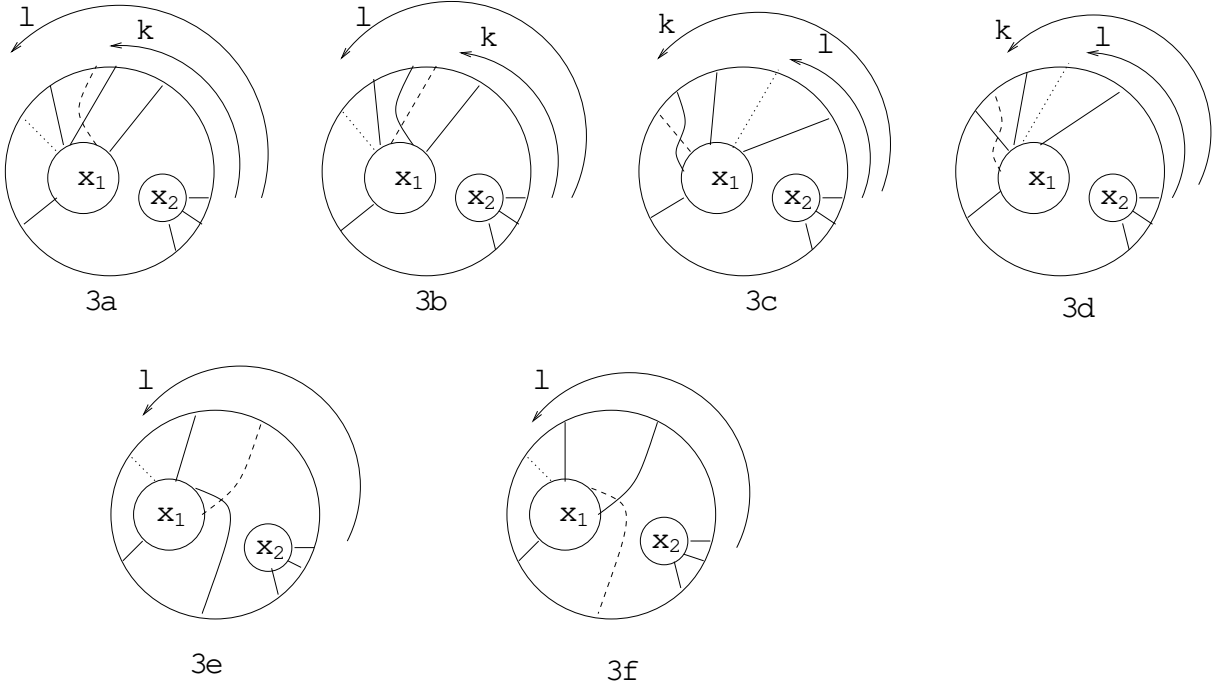 l k l k k l k l
x₁ x₂ x₁ x₂ x₁ x₂ x₁ x₂
3a 3b 3c 3d
l l
x₁ x₂ x₁ x₂
3e 3f